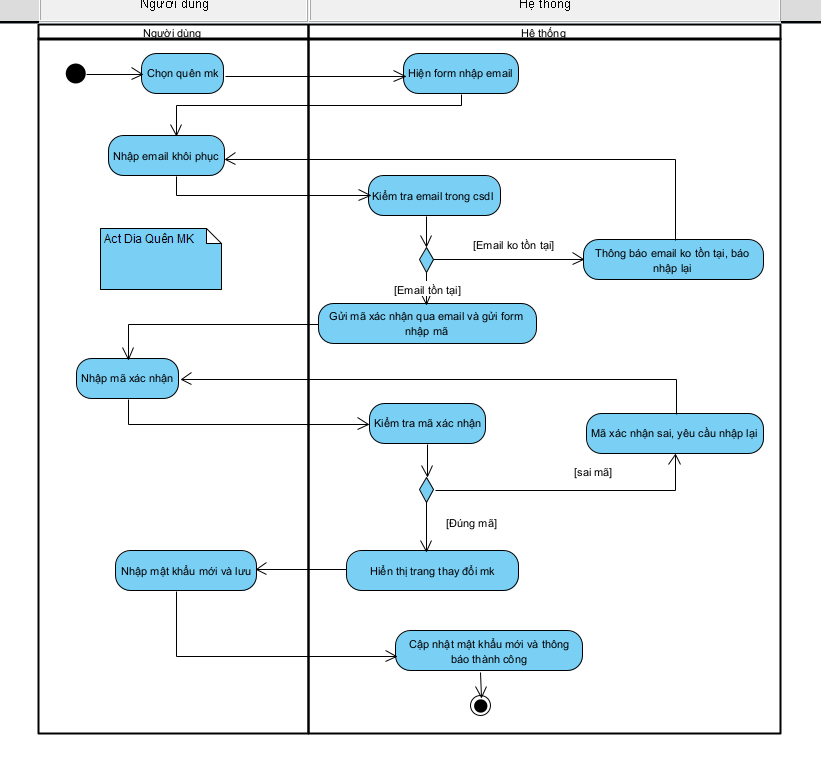 Người dùng
Hệ thống
Người dùng
Hệ thống
Chọn quên mk
Hiện form nhập email
Nhập email khôi phục
Kiểm tra email trong csdl
Act Dia Quên MK
[Email ko tồn tại]
Thông báo email ko tồn tại, báo
nhập lại
[Email tồn tại]
Gửi mã xác nhận qua email và gửi form
nhập mã
Nhập mã xác nhận
Kiểm tra mã xác nhận
Mã xác nhận sai, yêu cầu nhập lại
[sai mã]
[Đúng mã]
Nhập mật khẩu mới và lưu
Hiển thị trang thay đổi mk
Cập nhật mật khẩu mới và thông
báo thành công